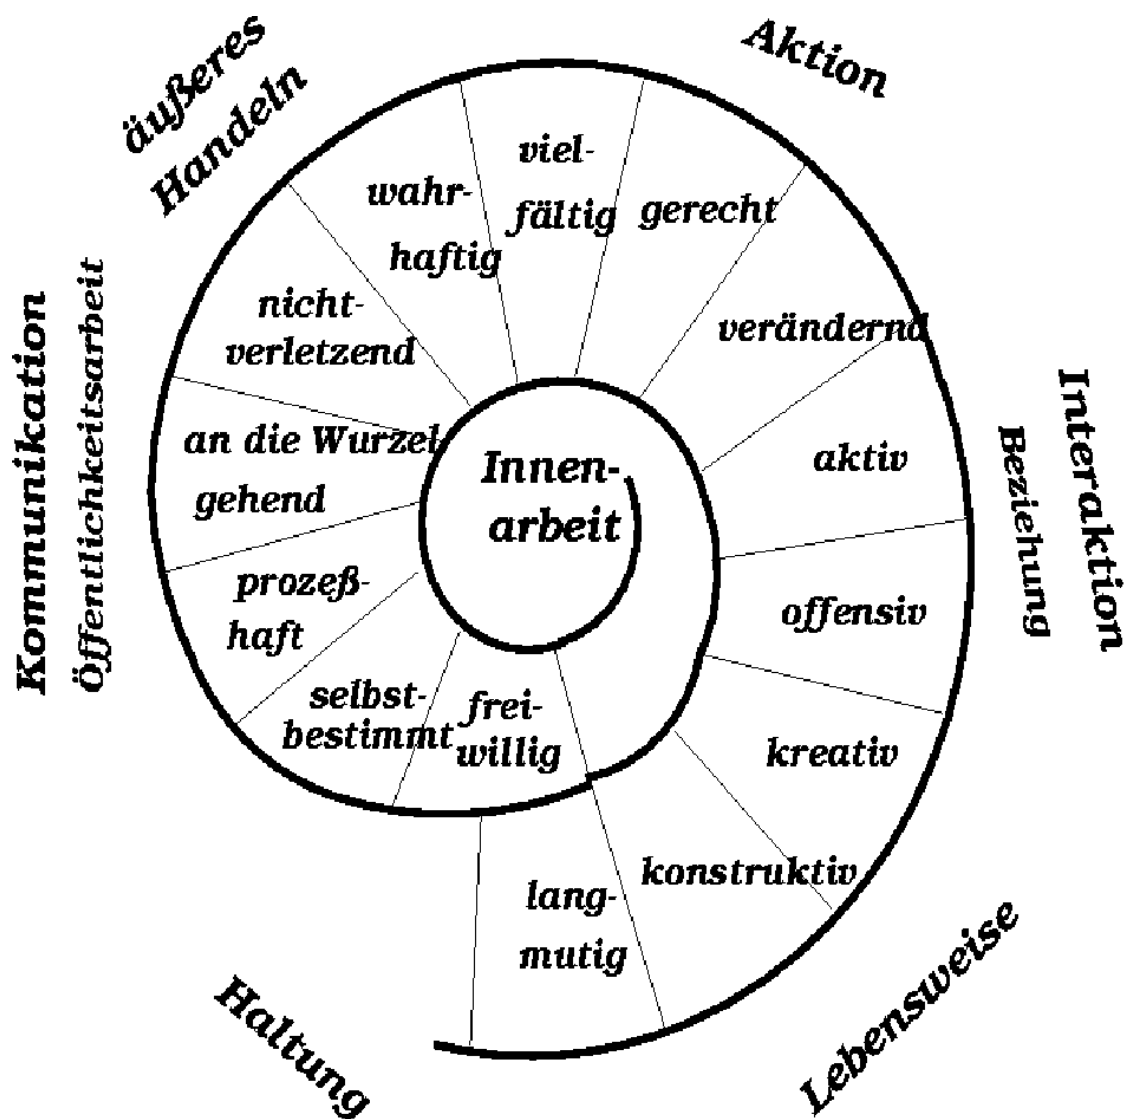 äußeres
Handeln
Aktion
viel-
fältig
wahr-
haftig
gerecht
nicht-
verletzend
verändernd
an die Wurzel
gehend
Innen-
arbeit
aktiv
Kommunikation
Öffentlichkeitsarbeit
Interaktion
Beziehung
prozeß-
haft
offensiv
selbst-
bestimmt
frei-
willig
kreativ
konstruktiv
lang-
mutig
Haltung
Lebensweise